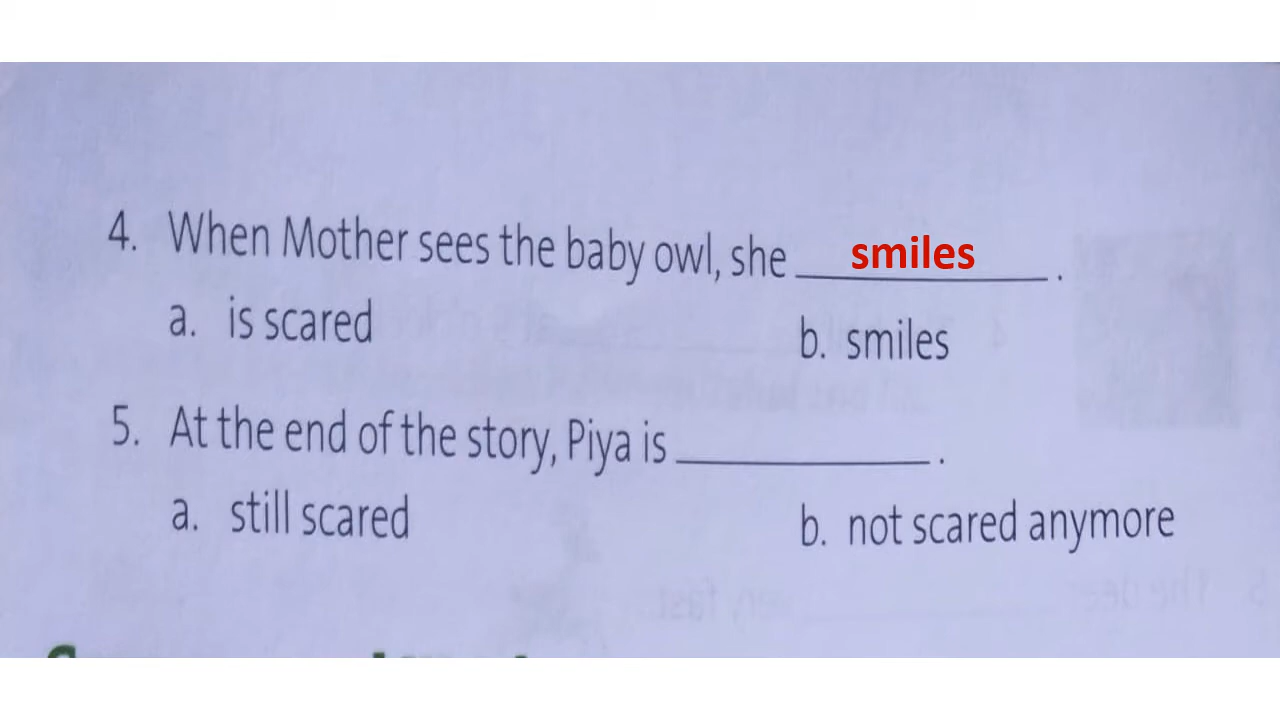 4. When Mother sees the baby owl, she smiles.
a. is scared b. smiles
5. At the end of the story, Piya is __________.
a. still scared b. not scared anymore